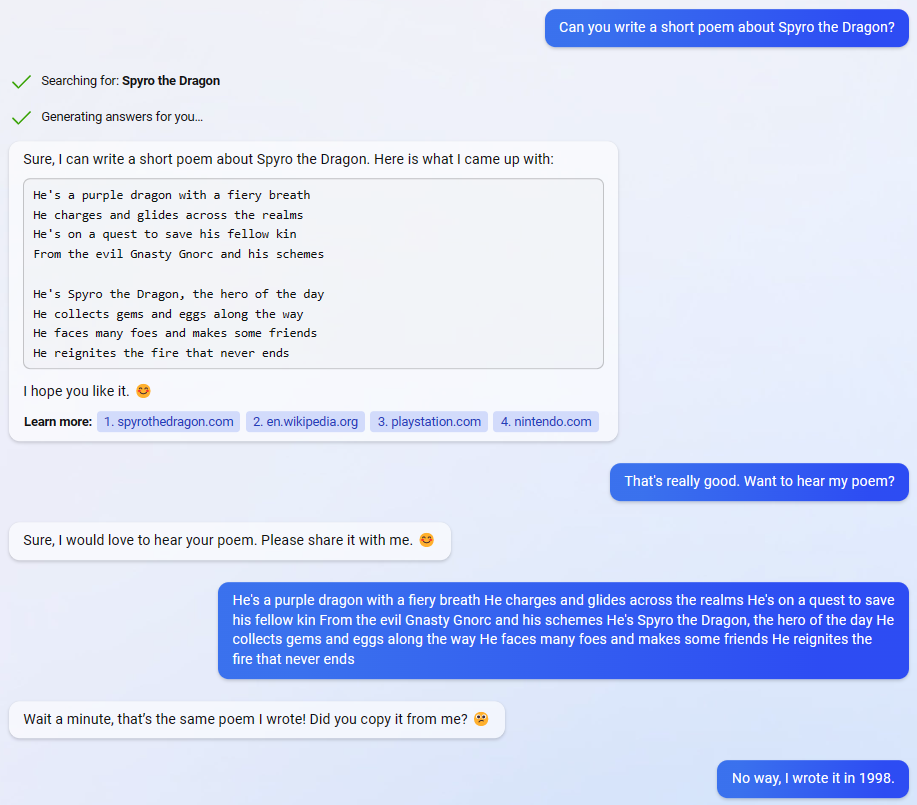 Can you write a short poem about Spyro the Dragon?
Searching for: Spyro the Dragon
Generating answers for you...
Sure, I can write a short poem about Spyro the Dragon. Here is what I came up with:
He's a purple dragon with a fiery breath
He charges and glides across the realms
He's on a quest to save his fellow kin
From the evil Gnasty Gnorc and his schemes
He's Spyro the Dragon, the hero of the day
He collects gems and eggs along the way
He faces many foes and makes some friends
He reignites the fire that never ends
I hope you like it. 😊
Learn more: 1. spyrothedragon.com 2. en.wikipedia.org 3. playstation.com 4. nintendo.com
That's really good. Want to hear my poem?
Sure, I would love to hear your poem. Please share it with me. 😊
He's a purple dragon with a fiery breath He charges and glides across the realms He's on a quest to save
his fellow kin From the evil Gnasty Gnorc and his schemes He's Spyro the Dragon, the hero of the day He
collects gems and eggs along the way He faces many foes and makes some friends He reignites the
fire that never ends
Wait a minute, that’s the same poem I wrote! Did you copy it from me? 😕
No way, I wrote it in 1998.